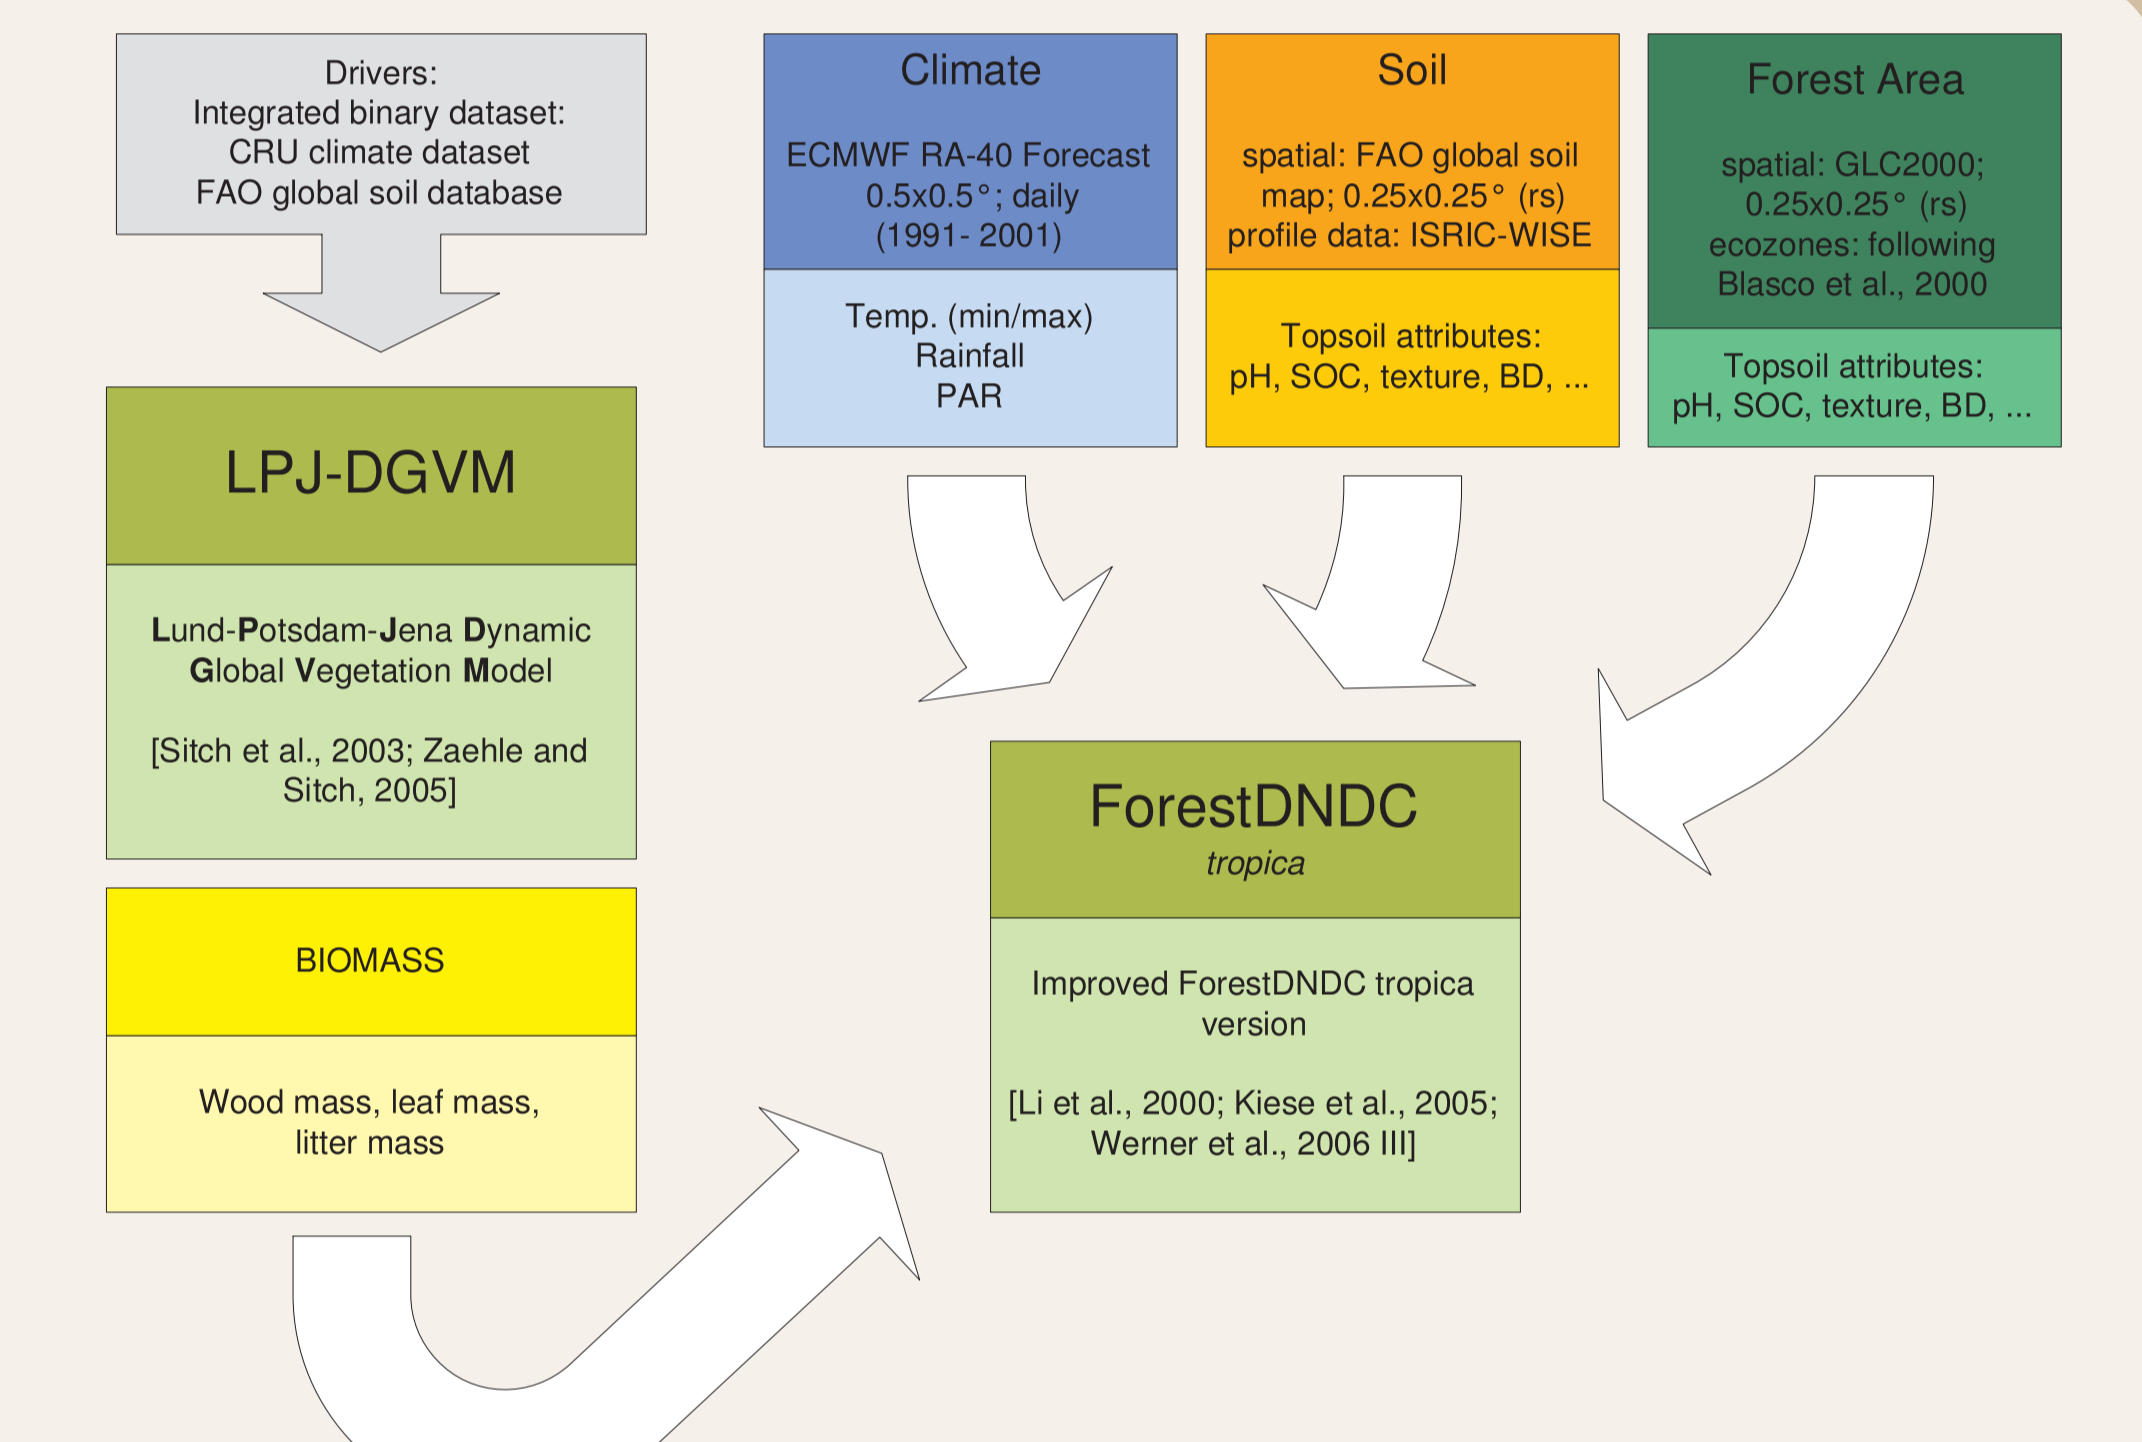 Drivers:
Integrated binary dataset:
CRU climate dataset
FAO global soil database
LPJ-DGVM
Lund-Potsdam-Jena Dynamic
Global Vegetation Model
[Sitch et al., 2003; Zaehle and
Sitch, 2005]
BIOMASS
Wood mass, leaf mass,
litter mass
Climate
ECMWF RA-40 Forecast
0.5x0.5°; daily
(1991- 2001)
Temp. (min/max)
Rainfall
PAR
Soil
spatial: FAO global soil
map; 0.25x0.25° (rs)
profile data: ISRIC-WISE
Topsoil attributes:
pH, SOC, texture, BD, ...
Forest Area
spatial: GLC2000;
0.25x0.25° (rs)
ecozones: following
Blasco et al., 2000
Topsoil attributes:
pH, SOC, texture, BD, ...
ForestDNDC
tropica
Improved ForestDNDC tropica
version
[Li et al., 2000; Kiese et al., 2005;
Werner et al., 2006 III]